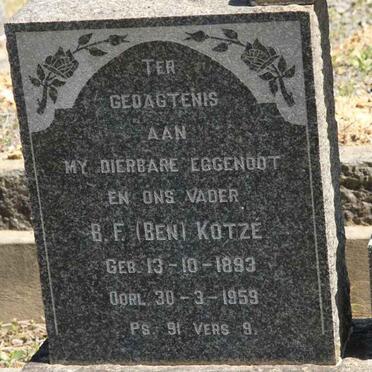 TER
GEDAGTENIS
AAN
MY DIERBARE EGGENOOT
EN ONS VADER
B.F. (BEN) KOTZÉ
GEB. 13-10-1893
OORL. 30-3-1959
PS. 91 VERS 9.